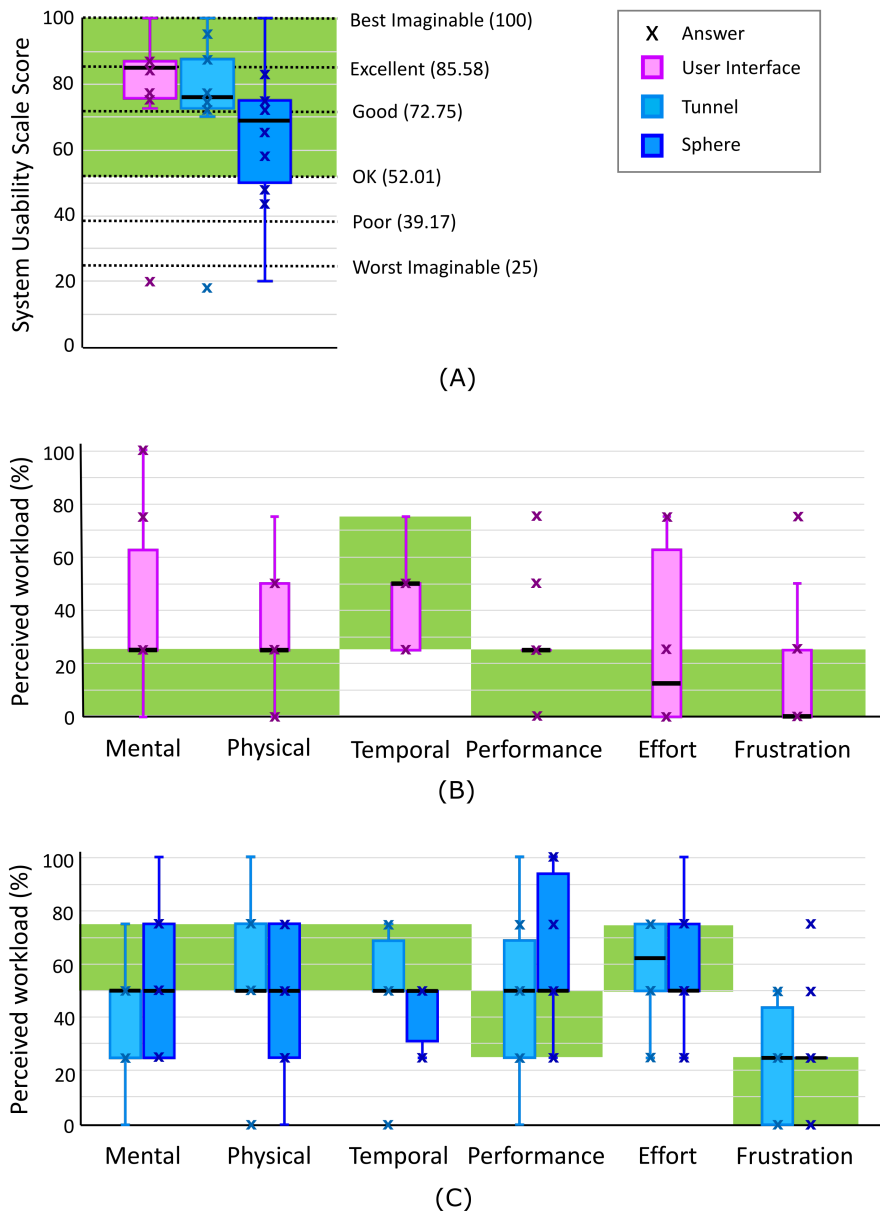 System Usability Scale Score
100
80
60
40
20
0
Best Imaginable (100)
Excellent (85.58)
Good (72.75)
OK (52.01)
Poor (39.17)
Worst Imaginable (25)
x Answer
User Interface
Tunnel
Sphere
(A)
Perceived workload (%)
100
80
60
40
20
0
Mental Physical Temporal Performance Effort Frustration
(B)
Perceived workload (%)
100
80
60
40
20
0
Mental Physical Temporal Performance Effort Frustration
(C)